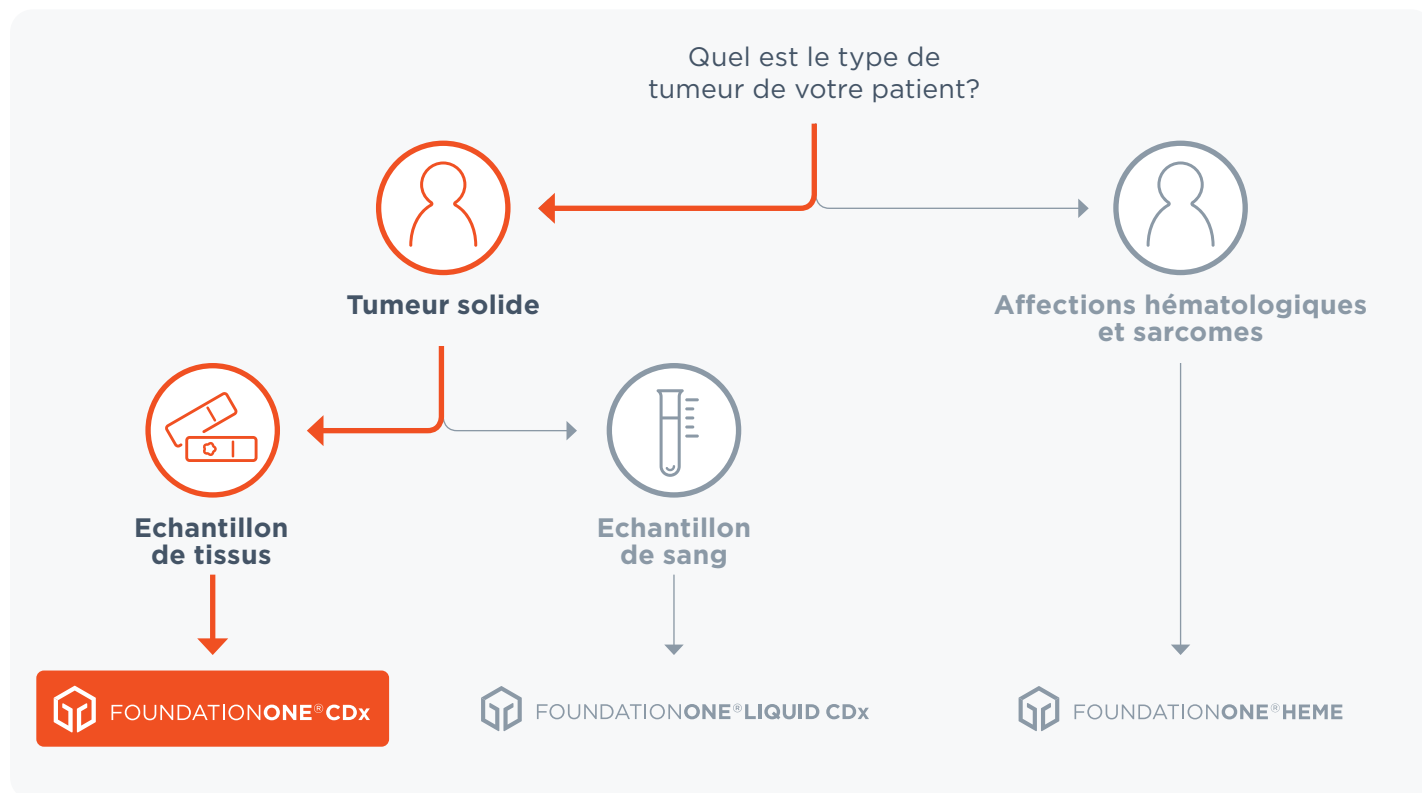 Quel est le type de
tumeur de votre patient?
Tumeur solide
Affections hématologiques
et sarcomes
Echantillon
de tissus
Echantillon
de sang
FOUNDATIONONE®CDx
FOUNDATIONONE®LIQUID CDx
FOUNDATIONONE®HEME